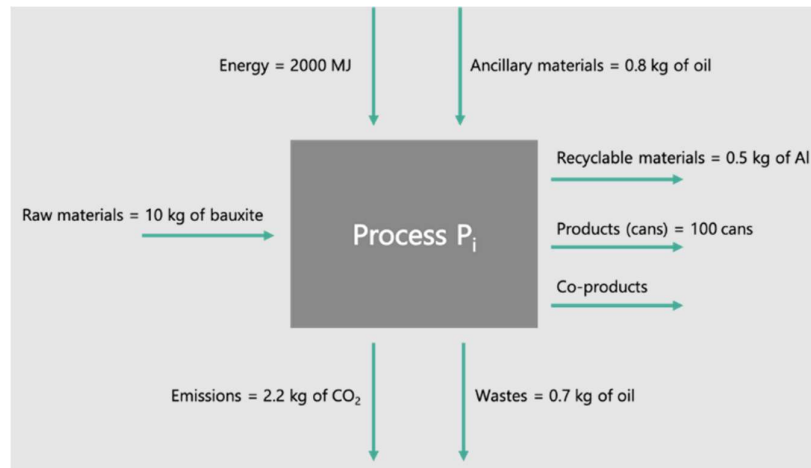 Energy = 2000 MJ
Ancillary materials = 0.8 kg of oil
Recyclable materials = 0.5 kg of Al
Raw materials = 10 kg of bauxite
Process Pᵢ
Products (cans) = 100 cans
Co-products
Emissions = 2.2 kg of CO₂
Wastes = 0.7 kg of oil